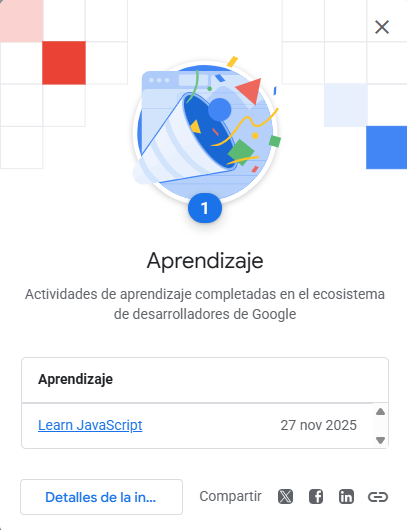 1
Aprendizaje
Actividades de aprendizaje completadas en el ecosistema
de desarrolladores de Google
Aprendizaje
Learn JavaScript 27 nov 2025
Detalles de la in... Compartir